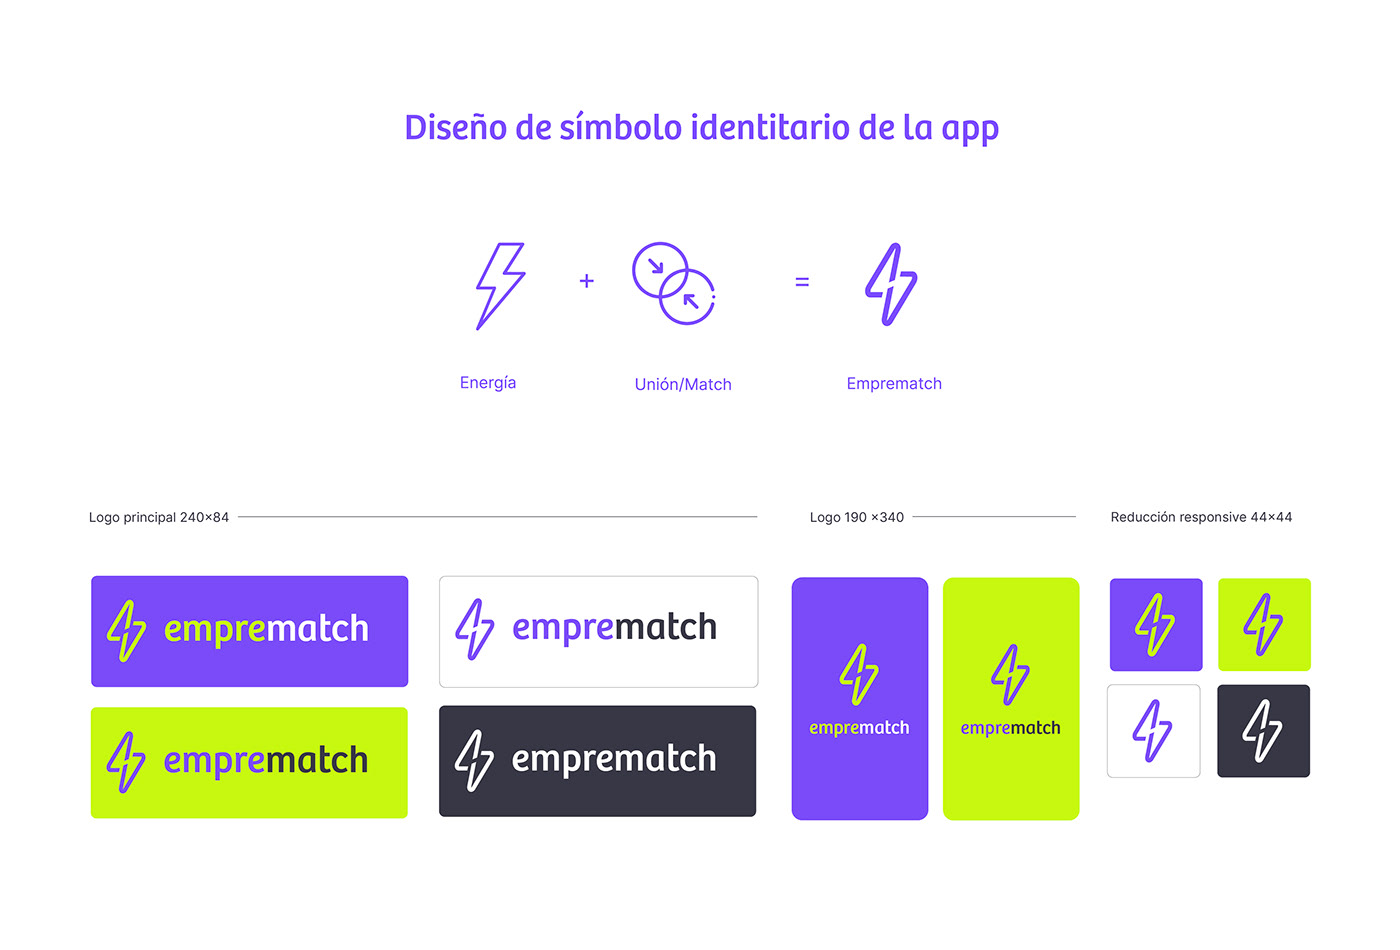 Diseño de símbolo identitario de la app
+
=
Energía
Unión/Match
Emprematch
Logo principal 240×84
Logo 190 ×340
Reducción responsive 44×44
emprematch
emprematch
emprematch
emprematch
emprematch
emprematch